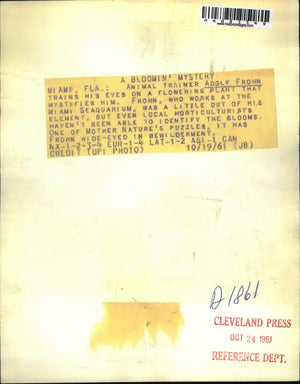 A BLOOMIN' MYSTERY
MIAMI, FLA.: ANIMAL TRAINER ADOLF FROHN
TRAINS HIS EYES ON A FLOWERING PLANT THAT
MYSTIFIES HIM. FROHN, WHO WORKS AT THE
MIAMI SEAQUARIUM, WAS A LITTLE OUT OF HIS
ELEMENT, BUT EVEN LOCAL HORTICULTURISTS
HAVEN'T BEEN ABLE TO IDENTIFY THE BLOOMS.
ONE OF MOTHER NATURE'S PUZZLES, IT HAS
FROHN WIDE-EYED IN BEWILDERMENT.
NX-1-2-3-4 EUR-1-4 LAT-1-2 ASI-1 CAN
CREDIT (UPI PHOTO) 10/19/61 (JB)
D1861
CLEVELAND PRESS
OCT 24 1961
REFERENCE DEPT.